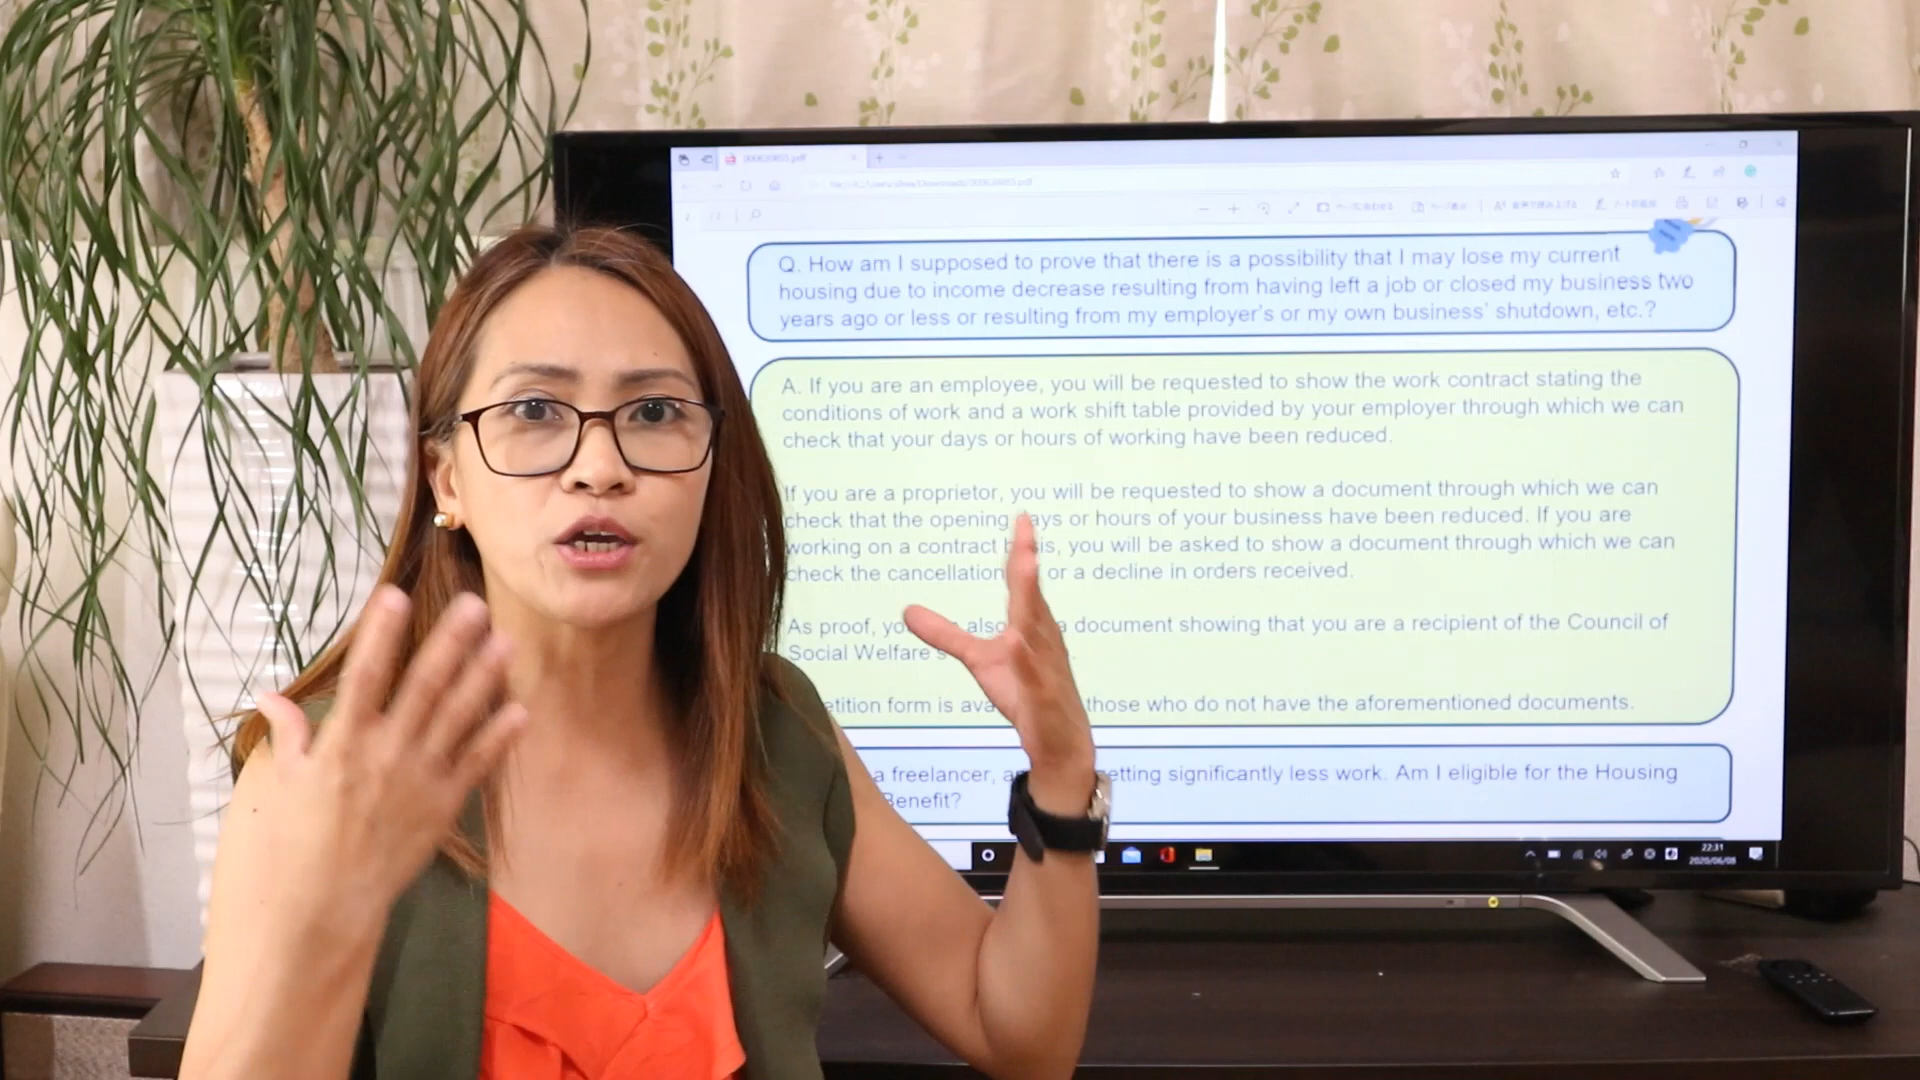 Q. How am I supposed to prove that there is a possibility that I may lose my current
housing due to income decrease resulting from having left a job or closed my business two
years ago or less or resulting from my employer's or my own business' shutdown, etc.?
A. If you are an employee, you will be requested to show the work contract stating the
conditions of work and a work shift table provided by your employer through which we can
check that your days or hours of working have been reduced.
If you are a proprietor, you will be requested to show a document through which we can
check that the opening days or hours of your business have been reduced. If you are
working on a contract basis, you will be asked to show a document through which we can
check the cancellation or a decline in orders received.
As proof, also a document showing that you are a recipient of the Council of
Social Welfare's
form is those who do not have the aforementioned documents.
a freelancer, getting significantly less work. Am I eligible for the Housing
Benefit?
22:31
2020/06/08